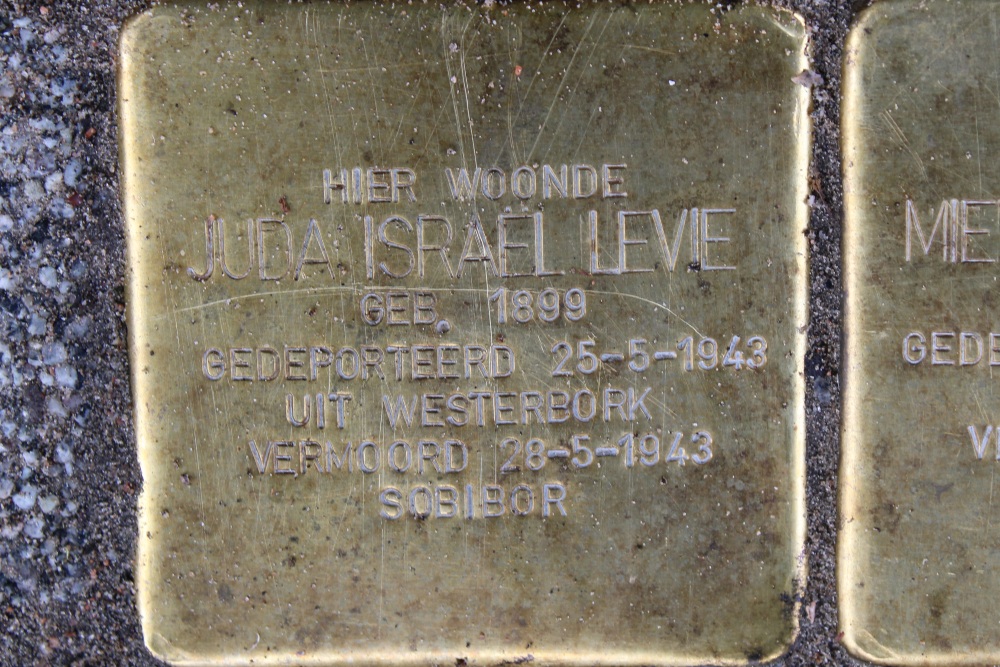 HIER WOONDE
JUDA ISRAËL LEVIE
GEB. 1899
GEDEPORTEERD 25-5-1943
UIT WESTERBORK
VERMOORD 28-5-1943
SOBIBOR